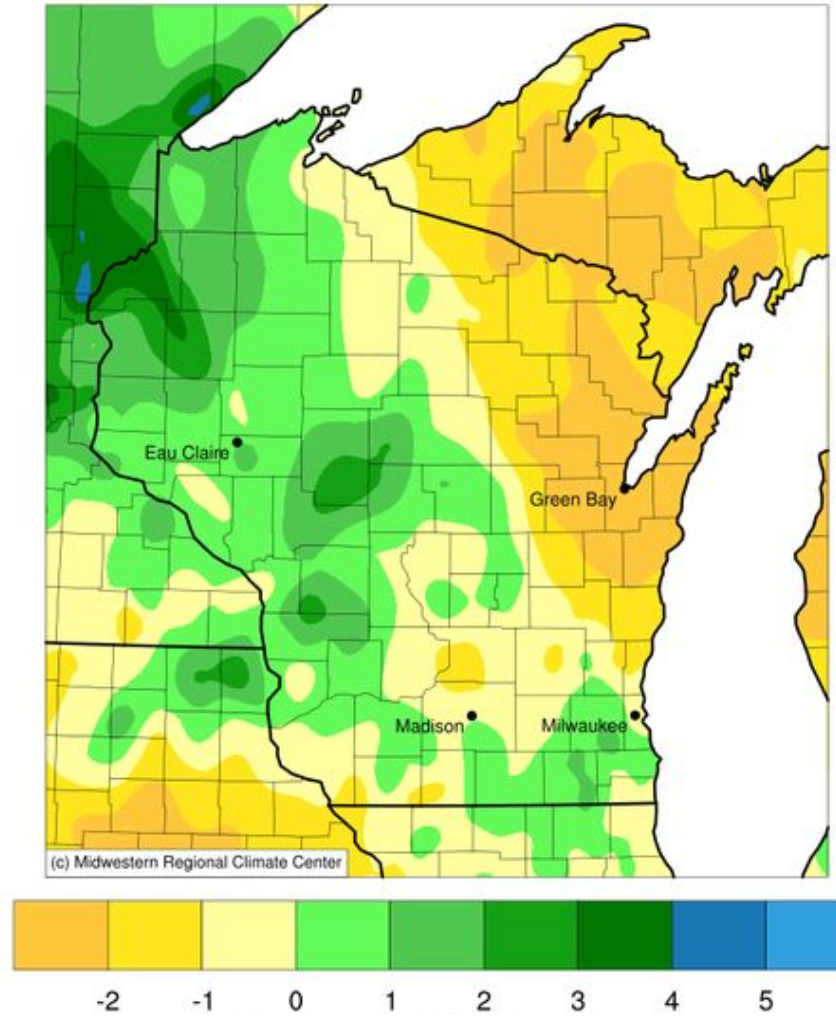 Eau Claire
Green Bay
Madison
Milwaukee
(c) Midwestern Regional Climate Center
-2 -1 0 1 2 3 4 5